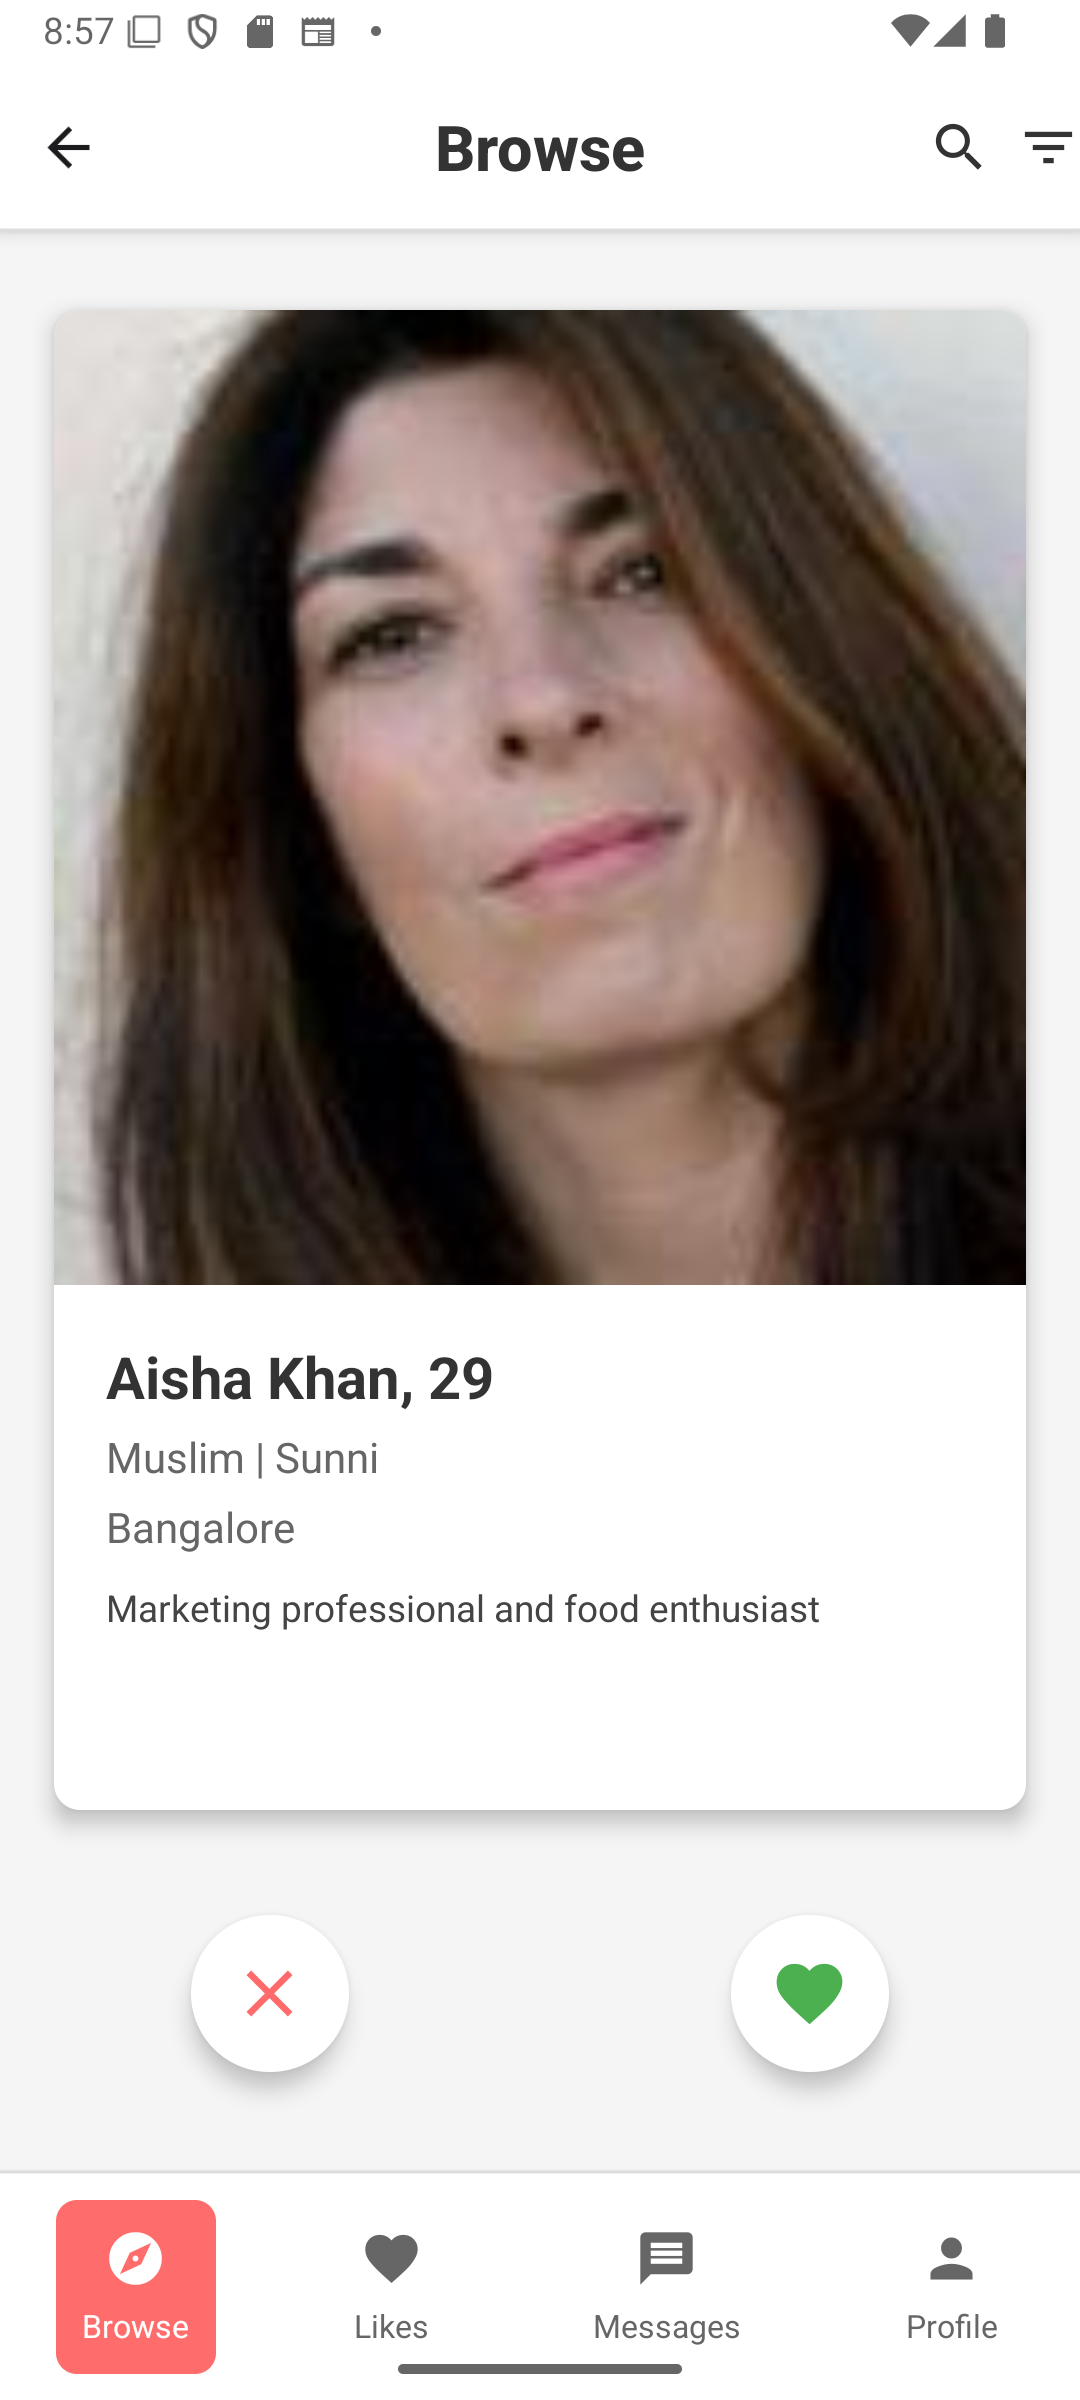 8:57
Browse
Aisha Khan, 29
Muslim | Sunni
Bangalore
Marketing professional and food enthusiast
Browse
Likes
Messages
Profile